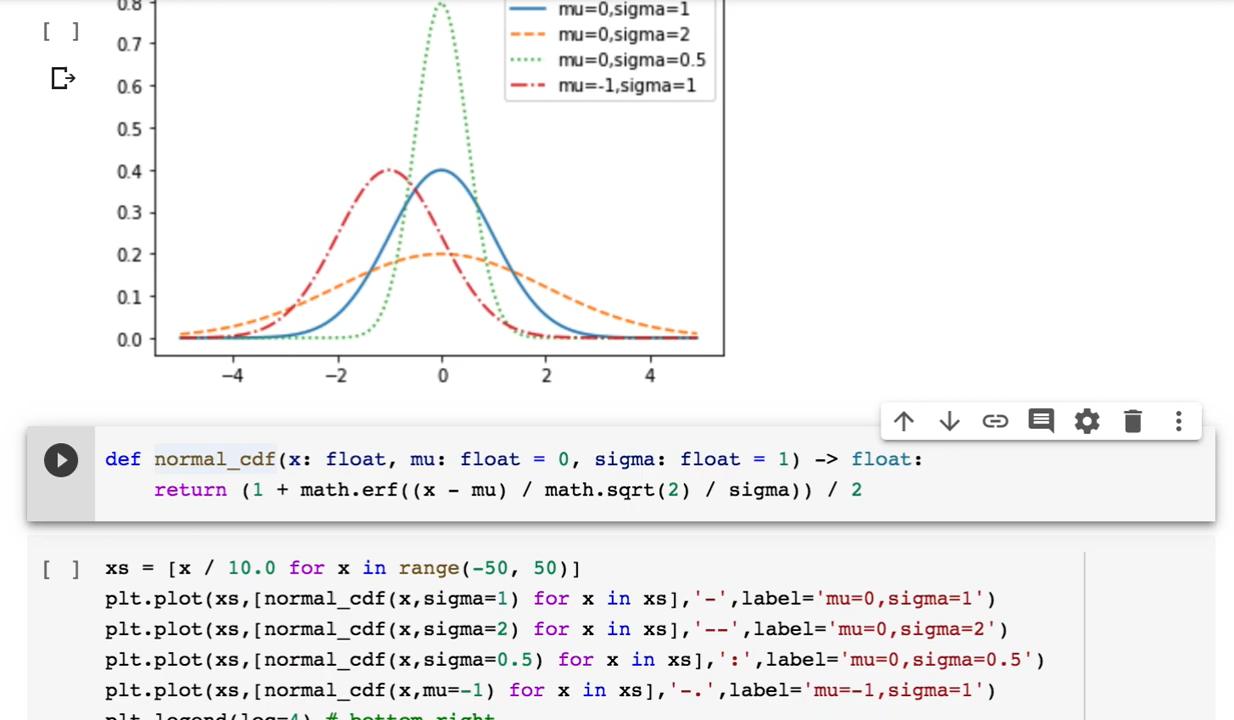 0.8
mu=0,sigma=1
[ ]
0.7
mu=0,sigma=2
mu=0,sigma=0.5
0.6
mu=-1,sigma=1
0.5
0.4
0.3
0.2
0.1
0.0
−4 −2 0 2 4
def normal_cdf(x: float, mu: float = 0, sigma: float = 1) -> float:
return (1 + math.erf((x - mu) / math.sqrt(2) / sigma)) / 2
[ ] xs = [x / 10.0 for x in range(-50, 50)]
plt.plot(xs,[normal_cdf(x,sigma=1) for x in xs],'-',label='mu=0,sigma=1')
plt.plot(xs,[normal_cdf(x,sigma=2) for x in xs],'--',label='mu=0,sigma=2')
plt.plot(xs,[normal_cdf(x,sigma=0.5) for x in xs],':',label='mu=0,sigma=0.5')
plt.plot(xs,[normal_cdf(x,mu=-1) for x in xs],'-.',label='mu=-1,sigma=1')
plt.legend(loc=4) # bottom right